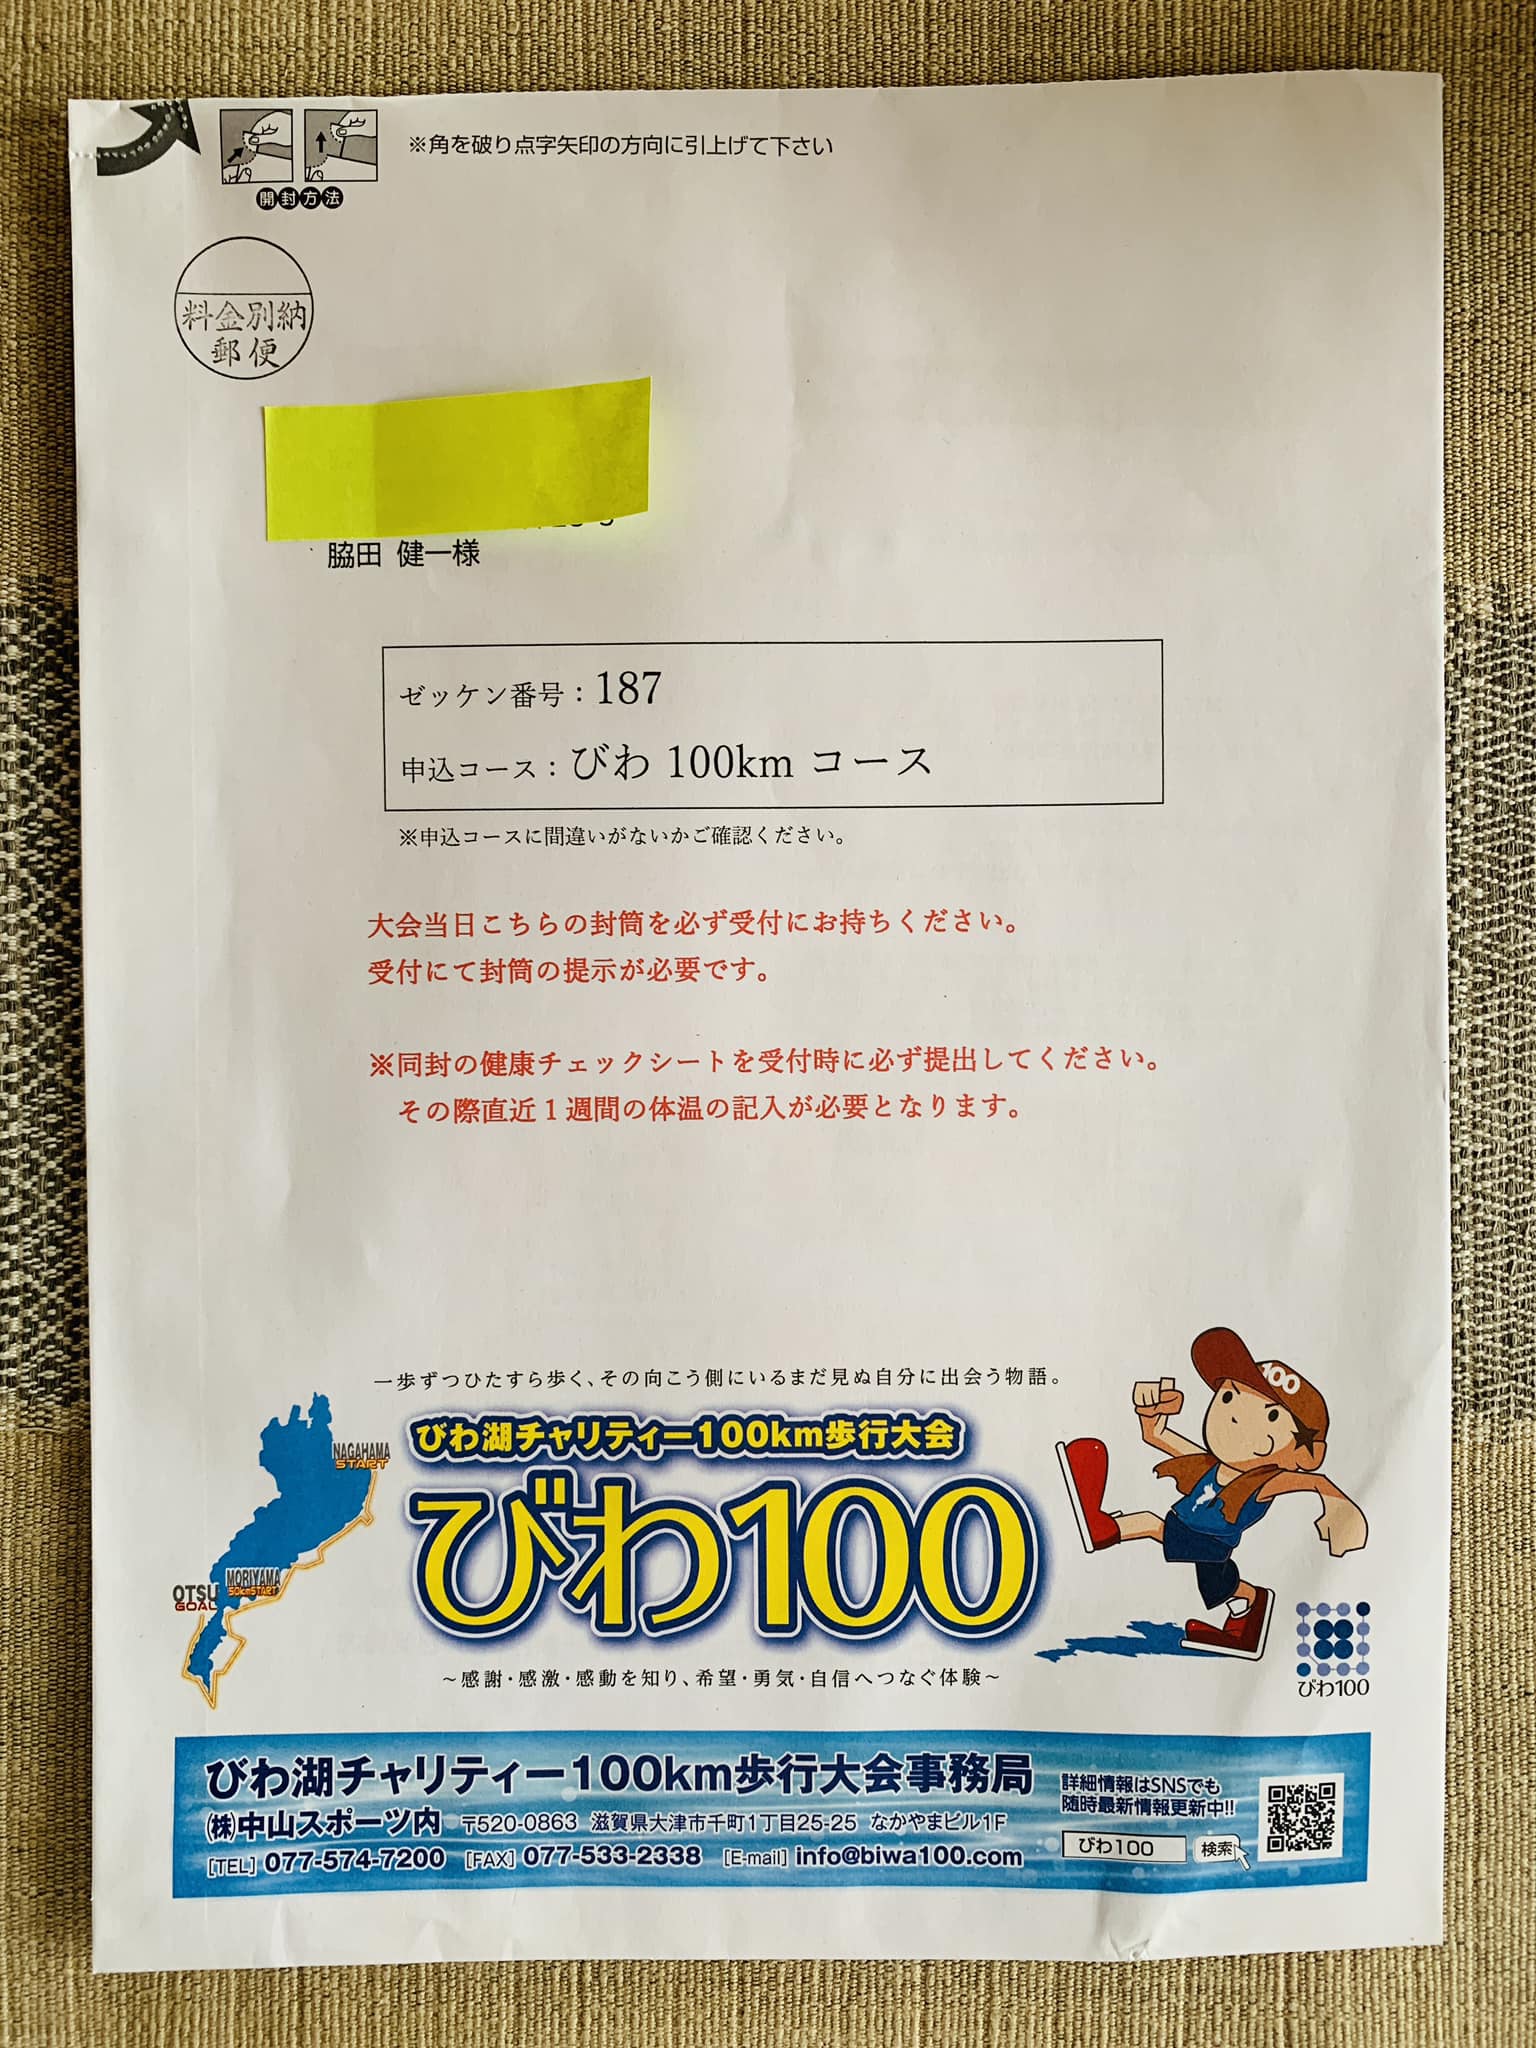 ※角を破り点字矢印の方向に引上げて下さい
開封方法
料金別納
郵便
脇田 健一様
ゼッケン番号：187
申込コース：びわ 100km コース
※申込コースに間違いがないかご確認ください。
大会当日こちらの封筒を必ず受付にお持ちください。
受付にて封筒の提示が必要です。
※同封の健康チェックシートを受付時に必ず提出してください。
その際直近１週間の体温の記入が必要となります。
一歩ずつひたすら歩く、その向こう側にいるまだ見ぬ自分に出会う物語。
びわ湖チャリティー100km歩行大会
びわ100
～感謝・感激・感動を知り、希望・勇気・自信へつなぐ体験～
NAGAHAMA
START
MORIYAMA
50kmSTART
OTSU
GOAL
100
びわ100
びわ湖チャリティー100km歩行大会事務局
㈱中山スポーツ内 〒520-0863 滋賀県大津市千町1丁目25-25 なかやまビル1F
[TEL] 077-574-7200 [FAX] 077-533-2338 [E-mail] info@biwa100.com
詳細情報はSNSでも
随時最新情報更新中!!
びわ100 検索